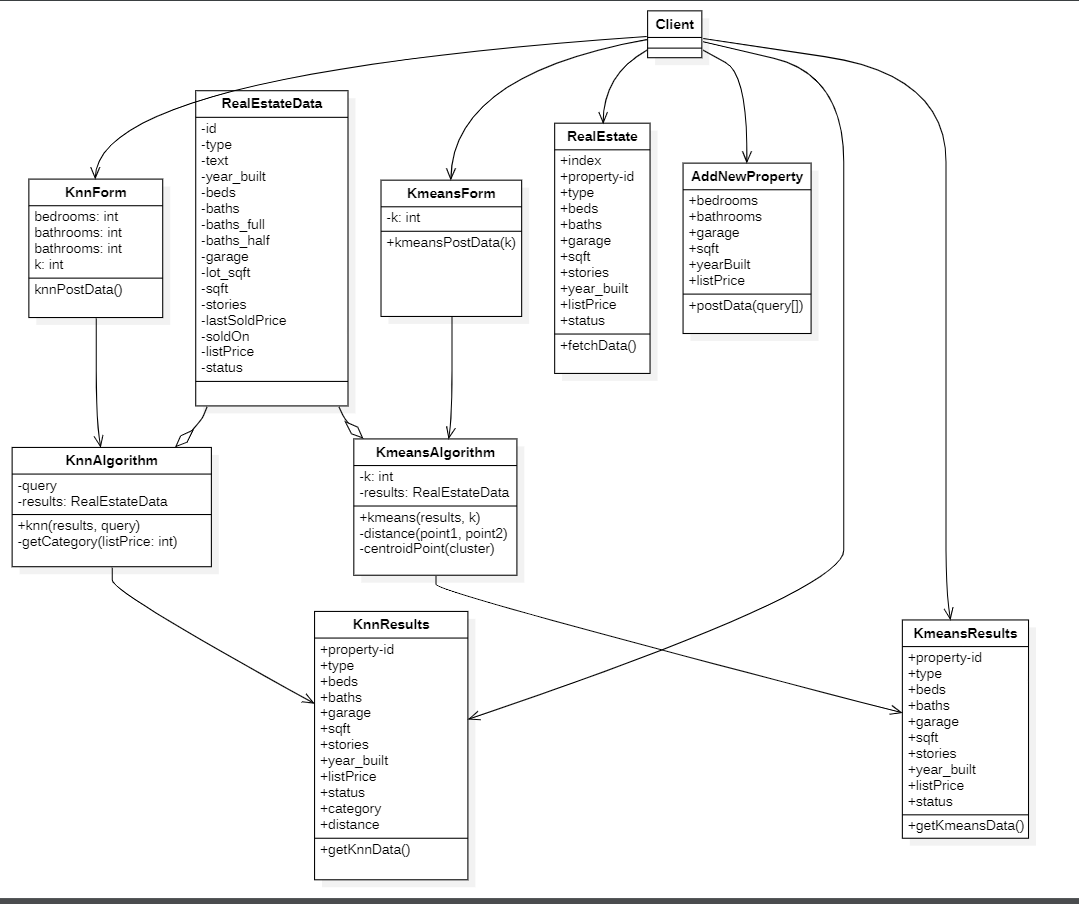 Client
RealEstateData
-id
-type
-text
-year_built
-beds
-baths
-baths_full
-baths_half
-garage
-lot_sqft
-sqft
-stories
-lastSoldPrice
-soldOn
-listPrice
-status
KnnForm
bedrooms: int
bathrooms: int
bathrooms: int
k: int
knnPostData()
KmeansForm
-k: int
+kmeansPostData(k)
RealEstate
+index
+property-id
+type
+beds
+baths
+garage
+sqft
+stories
+year_built
+listPrice
+status
+fetchData()
AddNewProperty
+bedrooms
+bathrooms
+garage
+sqft
+yearBuilt
+listPrice
+postData(query[])
KnnAlgorithm
-query
-results: RealEstateData
+knn(results, query)
-getCategory(listPrice: int)
KmeansAlgorithm
-k: int
-results: RealEstateData
+kmeans(results, k)
-distance(point1, point2)
-centroidPoint(cluster)
KnnResults
+property-id
+type
+beds
+baths
+garage
+sqft
+stories
+year_built
+listPrice
+status
+category
+distance
+getKnnData()
KmeansResults
+property-id
+type
+beds
+baths
+garage
+sqft
+stories
+year_built
+listPrice
+status
+getKmeansData()